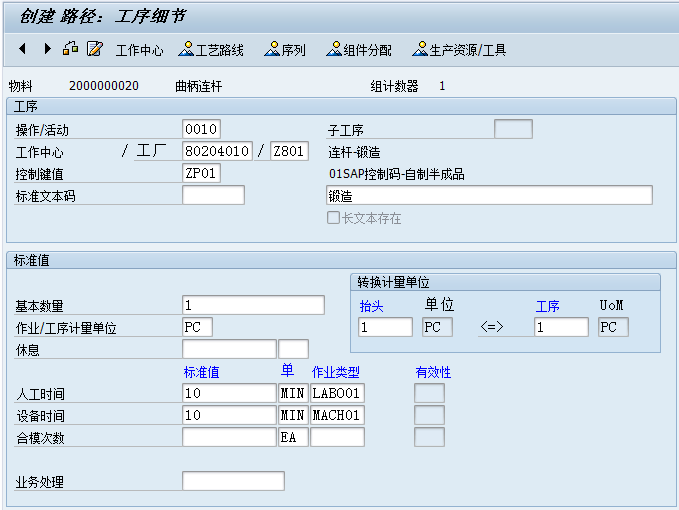 创建 路径: 工序细节
工作中心 工艺路线 序列 组件分配 生产资源/工具
物料 2000000020 曲柄连杆 组计数器 1
工序
操作/活动 0010 子工序
工作中心 / 工厂 80204010 / Z801 连杆-锻造
控制键值 ZP01 01SAP控制码-自制半成品
标准文本码 锻造
长文本存在
标准值
转换计量单位
抬头 单位 工序 UoM
基本数量 1
1 PC <=> 1 PC
作业/工序计量单位 PC
休息
标准值 单 作业类型 有效性
人工时间 10 MIN LABO01
设备时间 10 MIN MACH01
合模次数 EA
业务处理